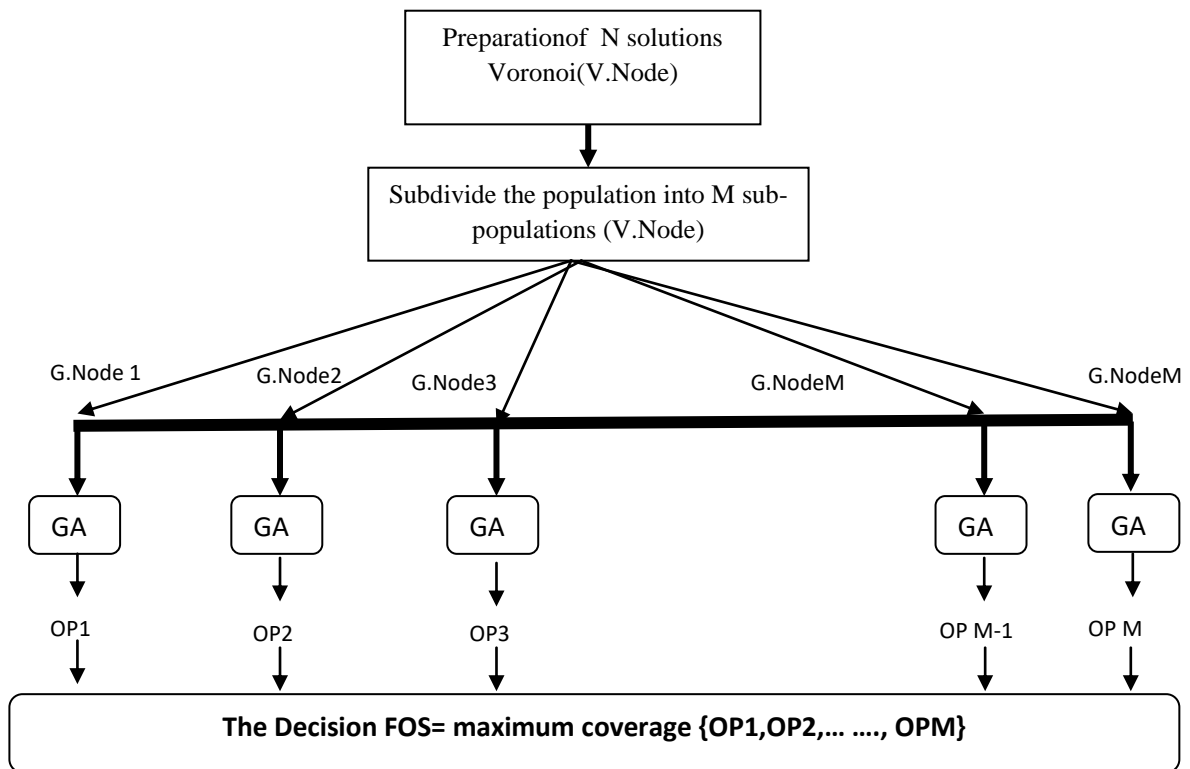 Preparationof N solutions
Voronoi(V.Node)
Subdivide the population into M sub-
populations (V.Node)
G.Node 1
G.Node2
G.Node3
G.NodeM
G.NodeM
GA
GA
GA
GA
GA
OP1
OP2
OP3
OP M-1
OP M
The Decision FOS= maximum coverage {OP1,OP2,… …., OPM}